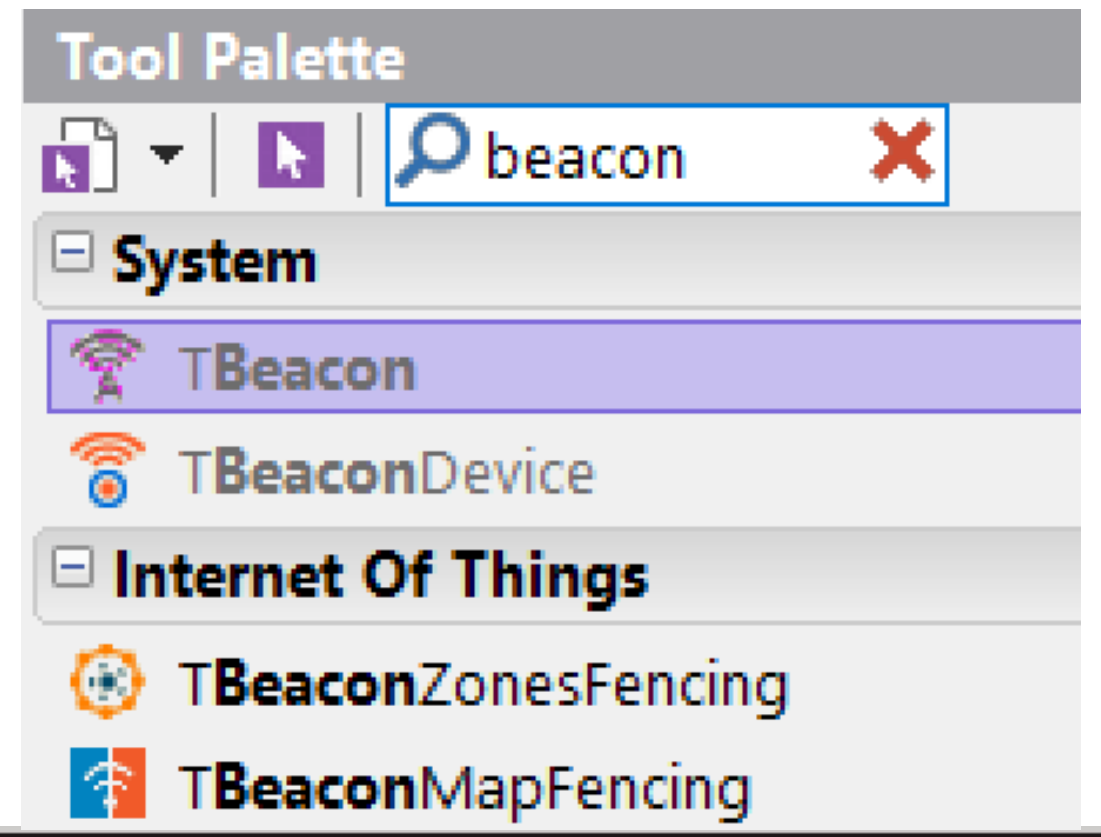 Tool Palette
beacon
System
TBeacon
TBeaconDevice
Internet Of Things
TBeaconZonesFencing
TBeaconMapFencing